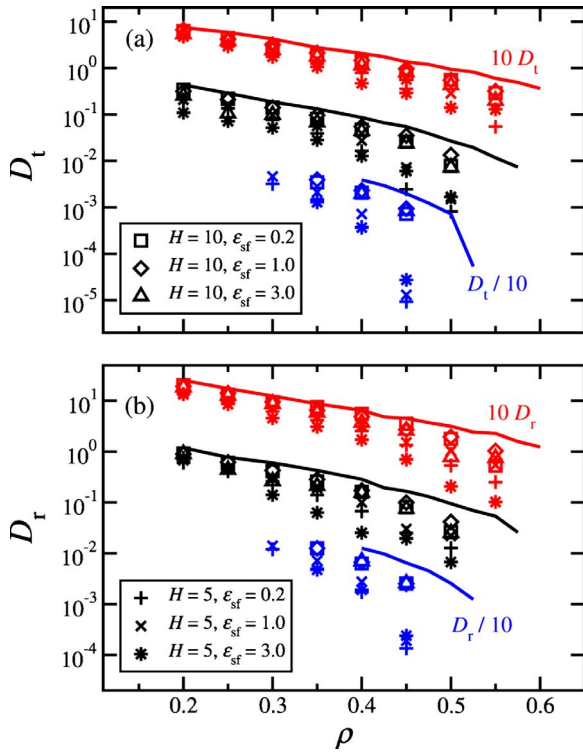 (a)
10 D_t
10^1
10^0
10^-1
10^-2
10^-3
10^-4
10^-5
D_t
H = 10, ε_sf = 0.2
H = 10, ε_sf = 1.0
H = 10, ε_sf = 3.0
D_t / 10
(b)
10 D_r
10^1
10^0
10^-1
10^-2
10^-3
10^-4
D_r
H = 5, ε_sf = 0.2
H = 5, ε_sf = 1.0
H = 5, ε_sf = 3.0
D_r / 10
0.2 0.3 0.4 0.5 0.6
ρ